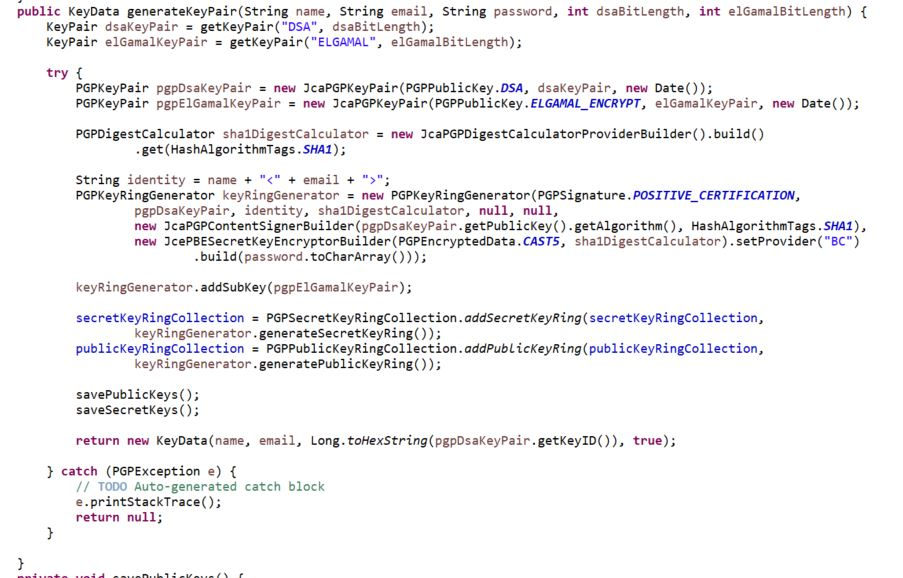 public KeyData generateKeyPair(String name, String email, String password, int dsaBitLength, int elGamalBitLength) {
KeyPair dsaKeyPair = getKeyPair("DSA", dsaBitLength);
KeyPair elGamalKeyPair = getKeyPair("ELGAMAL", elGamalBitLength);
try {
PGPKeyPair pgpDsaKeyPair = new JcaPGPKeyPair(PGPPublicKey.DSA, dsaKeyPair, new Date());
PGPKeyPair pgpElGamalKeyPair = new JcaPGPKeyPair(PGPPublicKey.ELGAMAL_ENCRYPT, elGamalKeyPair, new Date());
PGPDigestCalculator sha1DigestCalculator = new JcaPGPDigestCalculatorProviderBuilder().build()
.get(HashAlgorithmTags.SHA1);
String identity = name + "<" + email + ">";
PGPKeyRingGenerator keyRingGenerator = new PGPKeyRingGenerator(PGPSignature.POSITIVE_CERTIFICATION,
pgpDsaKeyPair, identity, sha1DigestCalculator, null, null,
new JcaPGPContentSignerBuilder(pgpDsaKeyPair.getPublicKey().getAlgorithm(), HashAlgorithmTags.SHA1),
new JcePBESecretKeyEncryptorBuilder(PGPEncryptedData.CAST5, sha1DigestCalculator).setProvider("BC")
.build(password.toCharArray()));
keyRingGenerator.addSubKey(pgpElGamalKeyPair);
secretKeyRingCollection = PGPSecretKeyRingCollection.addSecretKeyRing(secretKeyRingCollection,
keyRingGenerator.generateSecretKeyRing());
publicKeyRingCollection = PGPPublicKeyRingCollection.addPublicKeyRing(publicKeyRingCollection,
keyRingGenerator.generatePublicKeyRing());
savePublicKeys();
saveSecretKeys();
return new KeyData(name, email, Long.toHexString(pgpDsaKeyPair.getKeyID()), true);
} catch (PGPException e) {
// TODO Auto-generated catch block
e.printStackTrace();
return null;
}
}
private void savePublicKeys() {